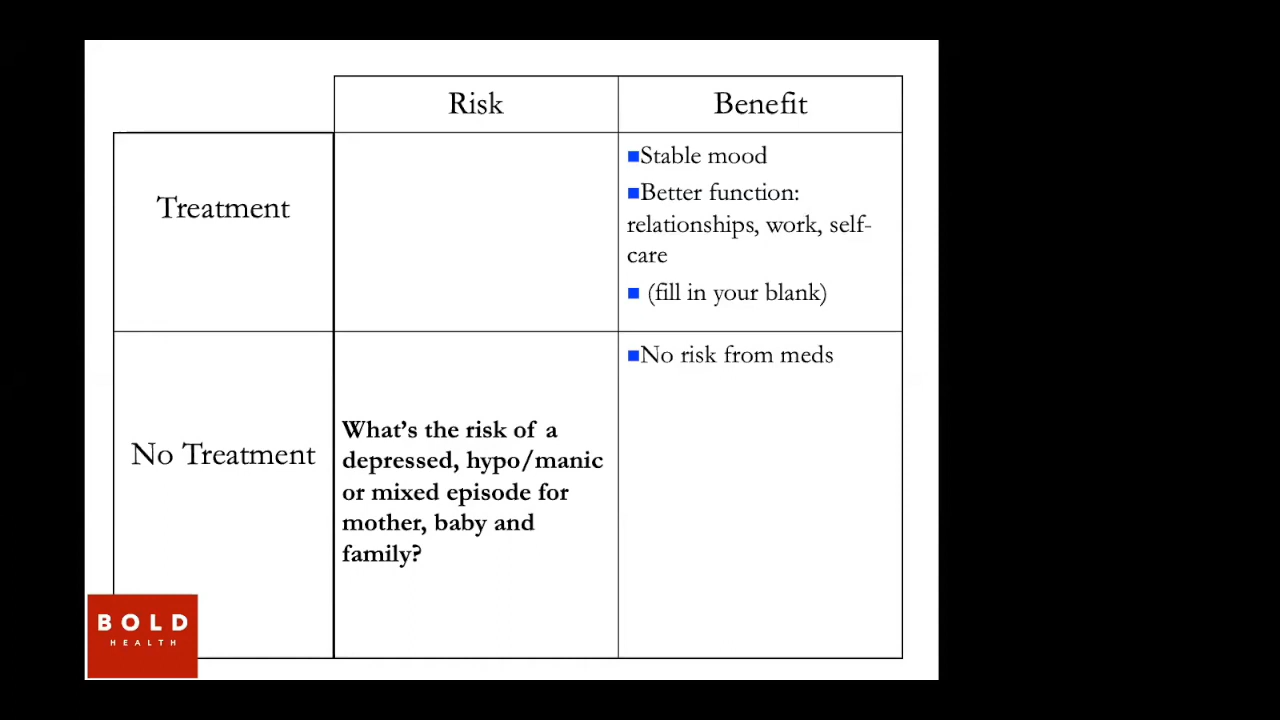 Risk
Benefit
Treatment
■Stable mood
■Better function:
relationships, work, self-
care
■ (fill in your blank)
No Treatment
What's the risk of a
depressed, hypo/manic
or mixed episode for
mother, baby and
family?
■No risk from meds
BOLD
HEALTH